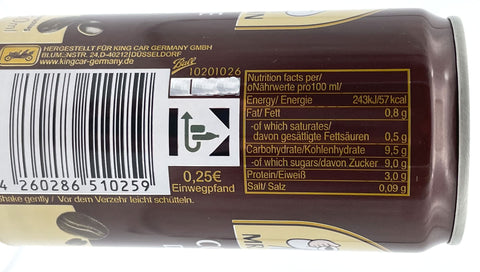 HERGESTELLT FÜR KING CAR GERMANY GMBH
BLUM..NSTR. 24,D-46212|DÜSSELDORF
www.kingcar-germany.de
Ball
10201026
4 260286 510259
0,25€
Einwegpfand
Shake gently / Vor dem Verzehr leicht schütteln.
Nutrition facts per/
øNährwerte pro100 ml/
Energy/ Energie 243kJ/57kcal
Fat/ Fett 0,8 g
-of which saturates/
davon gesättigte Fettsäuren 0,5 g
Carbohydrate/Kohlenhydrate 9,5 g
-of which sugars/davon Zucker 9,0 g
Protein/Eiweiß 3,0 g
Salt/ Salz 0,09 g